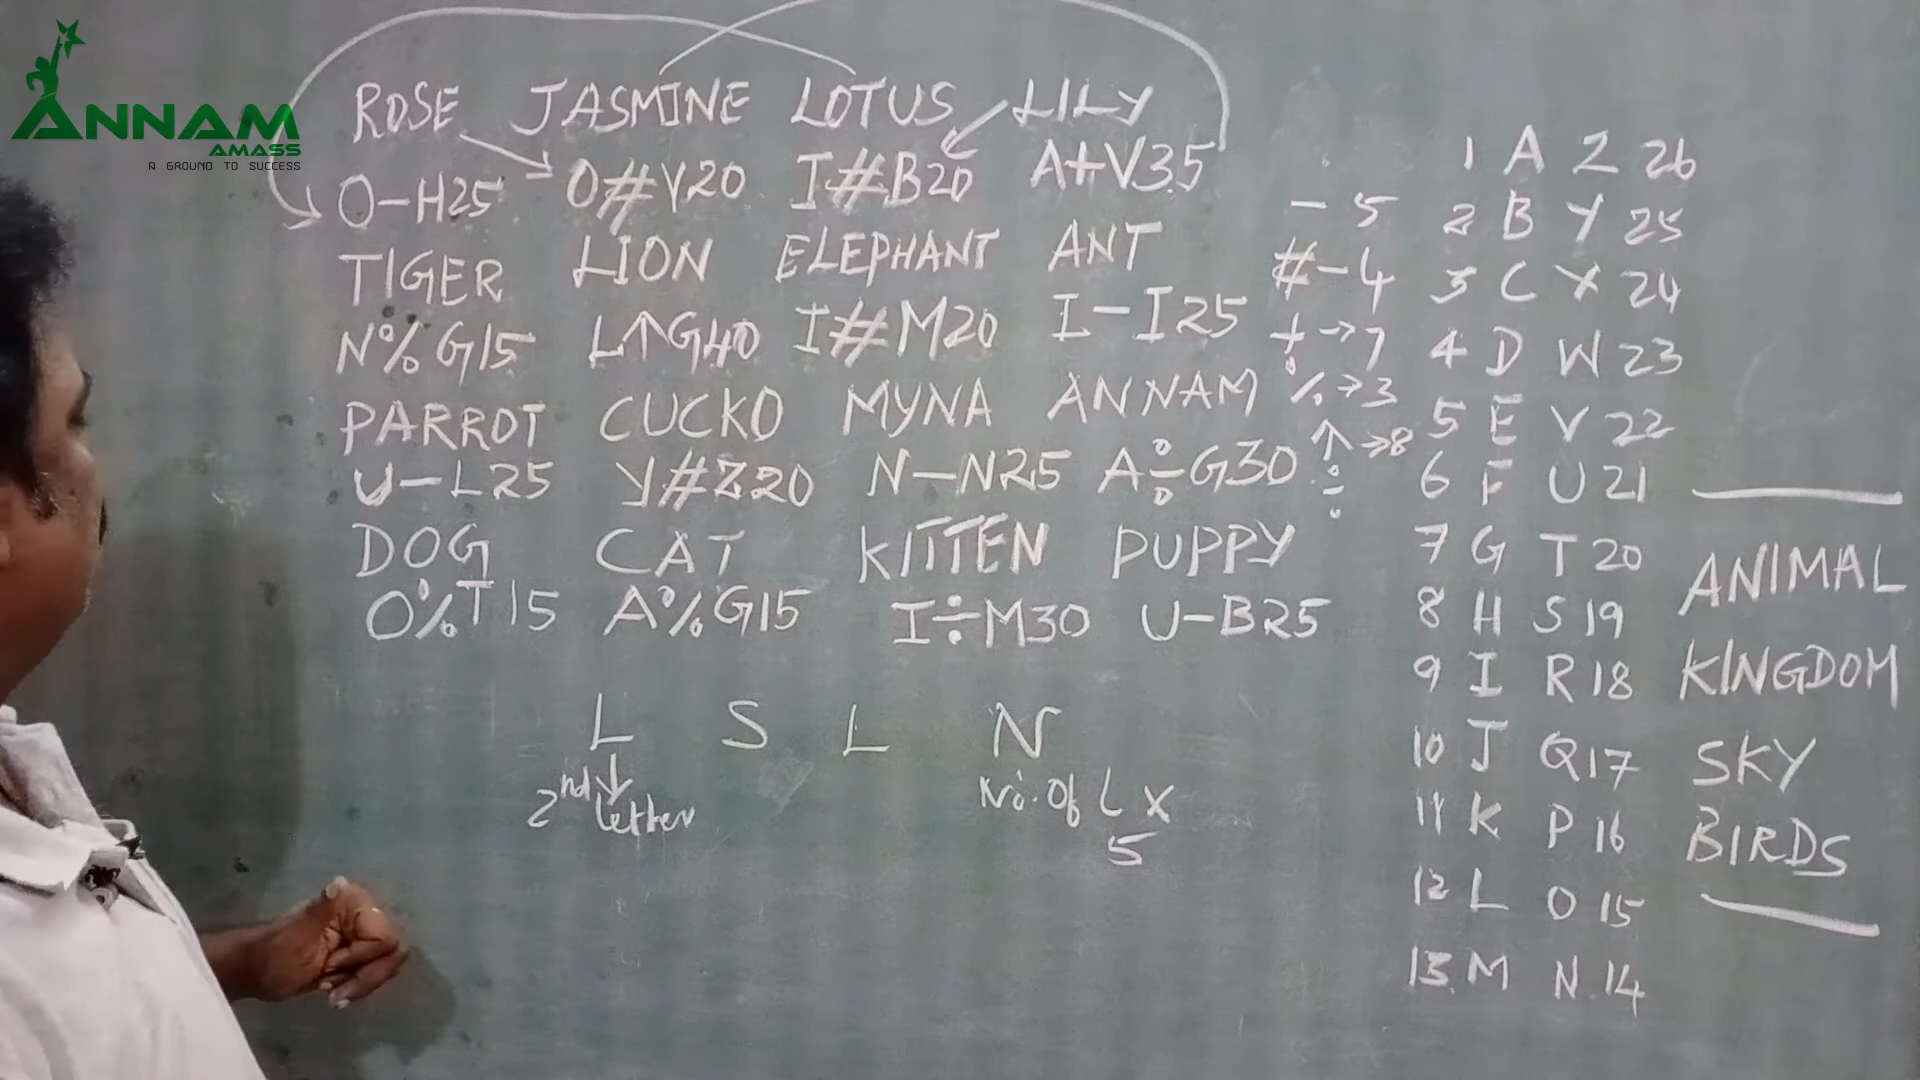 ANNAM
AMASS
A GROUND TO SUCCESS
ROSE JASMINE LOTUS LILY
O-H25 O#V20 I#B20 A+V35
TIGER LION ELEPHANT ANT
N%G15 L↑G40 I#M20 I-I25
PARROT CUCKO MYNA ANNAM
U-L25 Y#Z20 N-N25 A÷G30
DOG CAT KITTEN PUPPY
O%T15 A%G15 I÷M30 U-B25
L S L N
↓
2nd letter
No. of L x
5
- 5
#-4
+→7
%→3
↑→8
÷
1 A Z 26
2 B Y 25
3 C X 24
4 D W 23
5 E V 22
6 F U 21
7 G T 20
8 H S 19
9 I R 18
10 J Q 17
11 K P 16
12 L O 15
13 M N 14
ANIMAL
KINGDOM
SKY
BIRDS